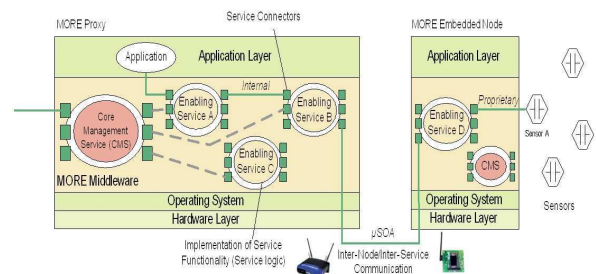 MORE Proxy
Service Connectors
MORE Embedded Node
Application Layer
Application
Internal
Enabling
Service A
Enabling
Service B
Core
Management
Service (CMS)
Enabling
Service C
MORE Middleware
Operating System
Hardware Layer
Application Layer
Proprietary
Enabling
Service D
CMS
Operating System
Hardware Layer
Sensor A
Sensors
µSOA
Implementation of Service
Functionality (Service logic)
Inter-Node/Inter-Service
Communication